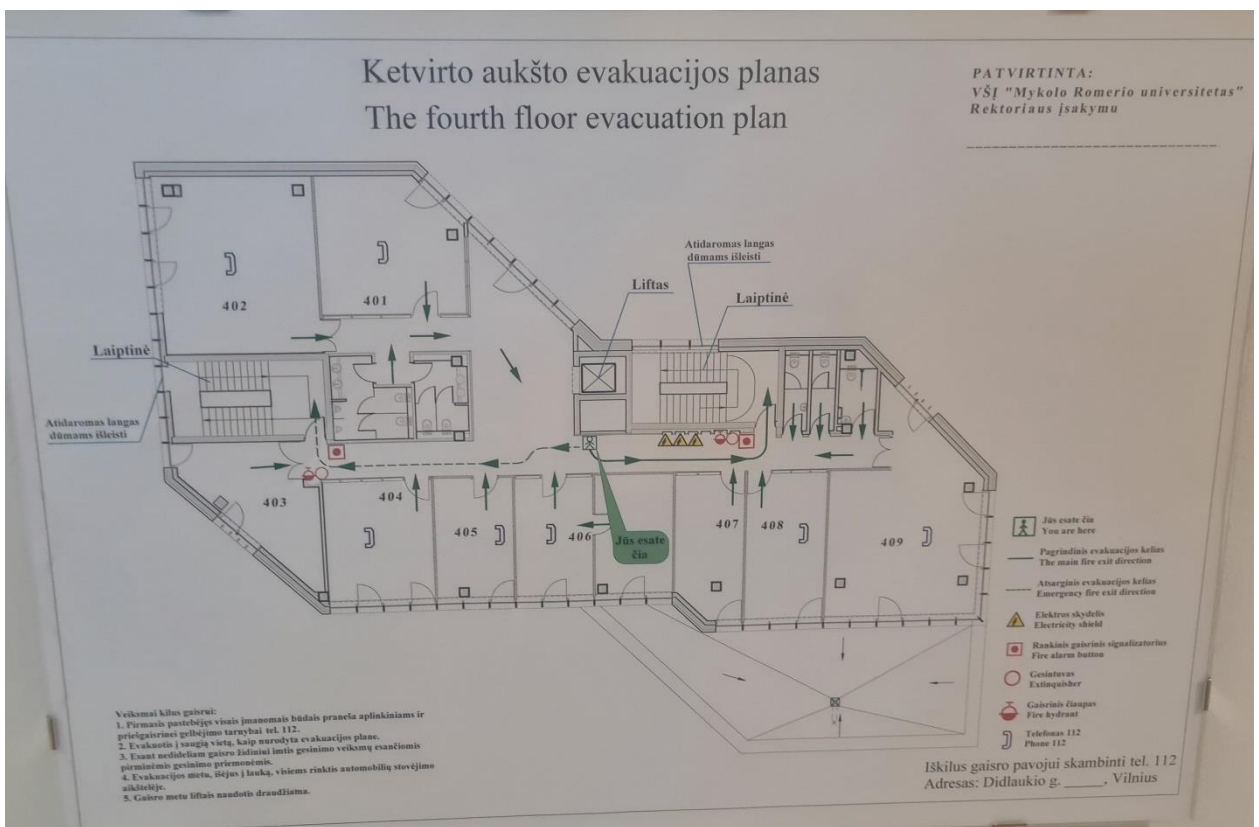 Ketvirto aukšto evakuacijos planas
The fourth floor evacuation plan
PATVIRTINTA:
VŠĮ "Mykolo Romerio universitetas"
Rektoriaus įsakymu
Atidaromas langas
dūmams išleisti
Liftas
Laiptinė
402
401
Laiptinė
Atidaromas langas
dūmams išleisti
403
404
405
406
407
408
409
Jūs esate
čia
Jūs esate čia
You are here
Pagrindinis evakuacijos kelias
The main fire exit direction
Atsarginis evakuacijos kelias
Emergency fire exit direction
Elektros skydelis
Electricity shield
Rankinis gaisrinis signalizatorius
Fire alarm button
Gesintuvas
Extinquisher
Gaisrinis čiaupas
Fire hydrant
Telefonas 112
Phone 112
Veiksmai kilus gaisrui:
1. Pirmasis pastebėjęs visais įmanomais būdais praneša aplinkiniams ir
priešgaisrinei gelbėjimo tarnybai tel. 112.
2. Evakuotis į saugią vietą, kaip nurodyta evakuacijos plane.
3. Esant nedideliam gaisro židiniui imtis gesinimo veiksmų esančiomis
pirminėmis gesinimo priemonėmis.
4. Evakuacijos metu, išėjus į lauką, visiems rinktis automobilių stovėjimo
aikštelėje.
5. Gaisro metu liftais naudotis draudžiama.
Iškilus gaisro pavojui skambinti tel. 112
Adresas: Didlaukio g. _____, Vilnius